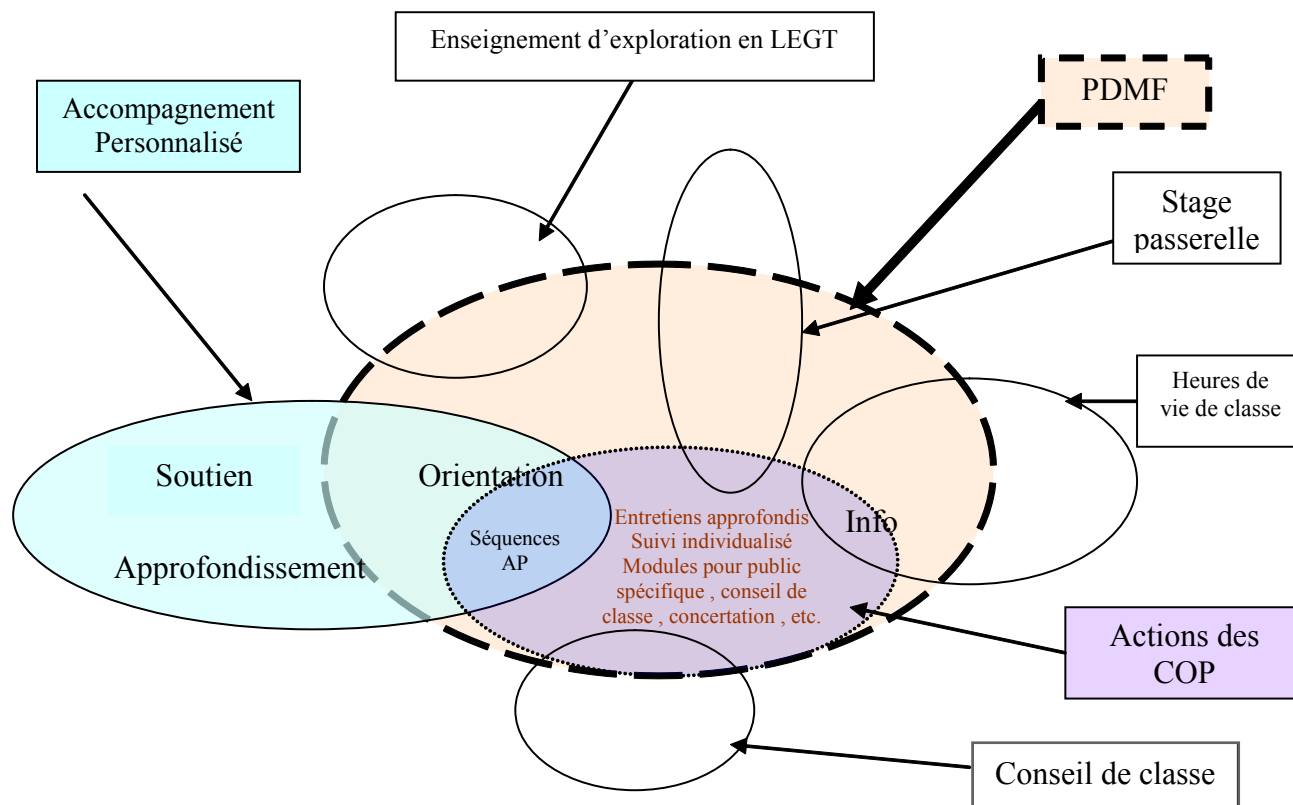 Enseignement d’exploration en LEGT
PDMF
Accompagnement
Personnalisé
Stage
passerelle
Heures de
vie de classe
Soutien
Orientation
Approfondissement
Séquences
AP
Entretiens approfondis
Suivi individualisé
Modules pour public
spécifique , conseil de
classe , concertation , etc.
Info
Actions des
COP
Conseil de classe